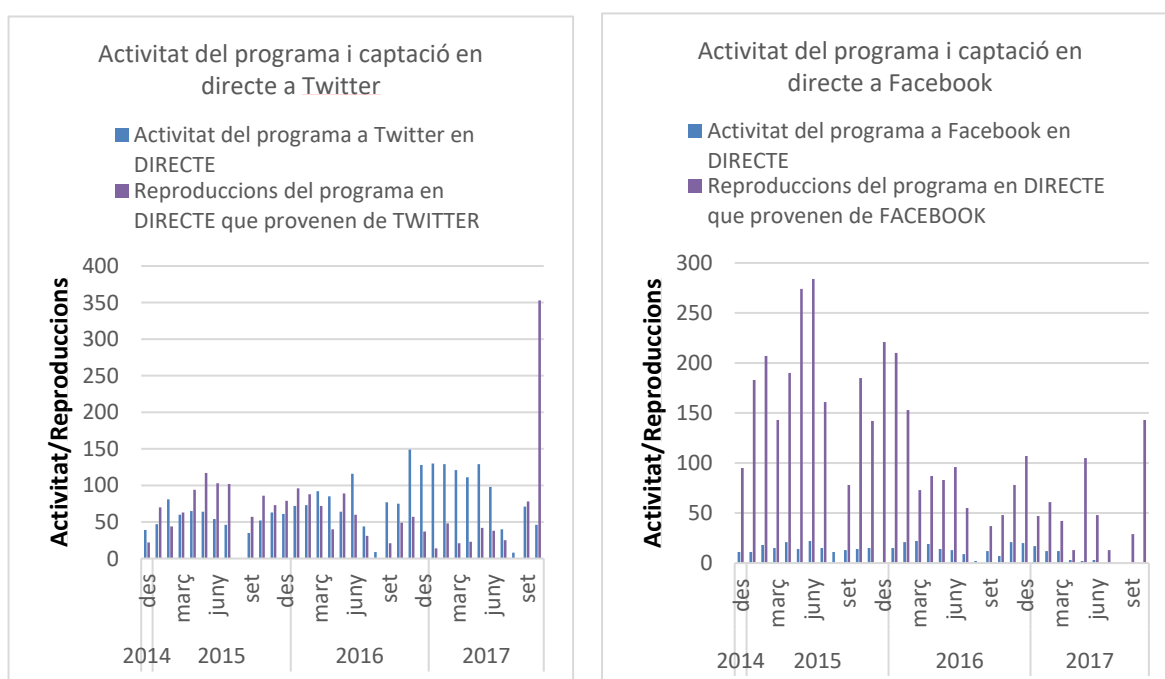 Activitat del programa i captació en
directe a Twitter
Activitat del programa a Twitter en
DIRECTE
Reproduccions del programa en
DIRECTE que provenen de TWITTER
Activitat/Reproduccions
400
350
300
250
200
150
100
50
0
des
març
juny
set
des
març
juny
set
des
març
juny
set
2014
2015
2016
2017
Activitat del programa i captació en
directe a Facebook
Activitat del programa a Facebook en
DIRECTE
Reproduccions del programa en DIRECTE
que provenen de FACEBOOK
Activitat/Reproduccions
300
250
200
150
100
50
0
des
març
juny
set
des
març
juny
set
des
març
juny
set
2014
2015
2016
2017